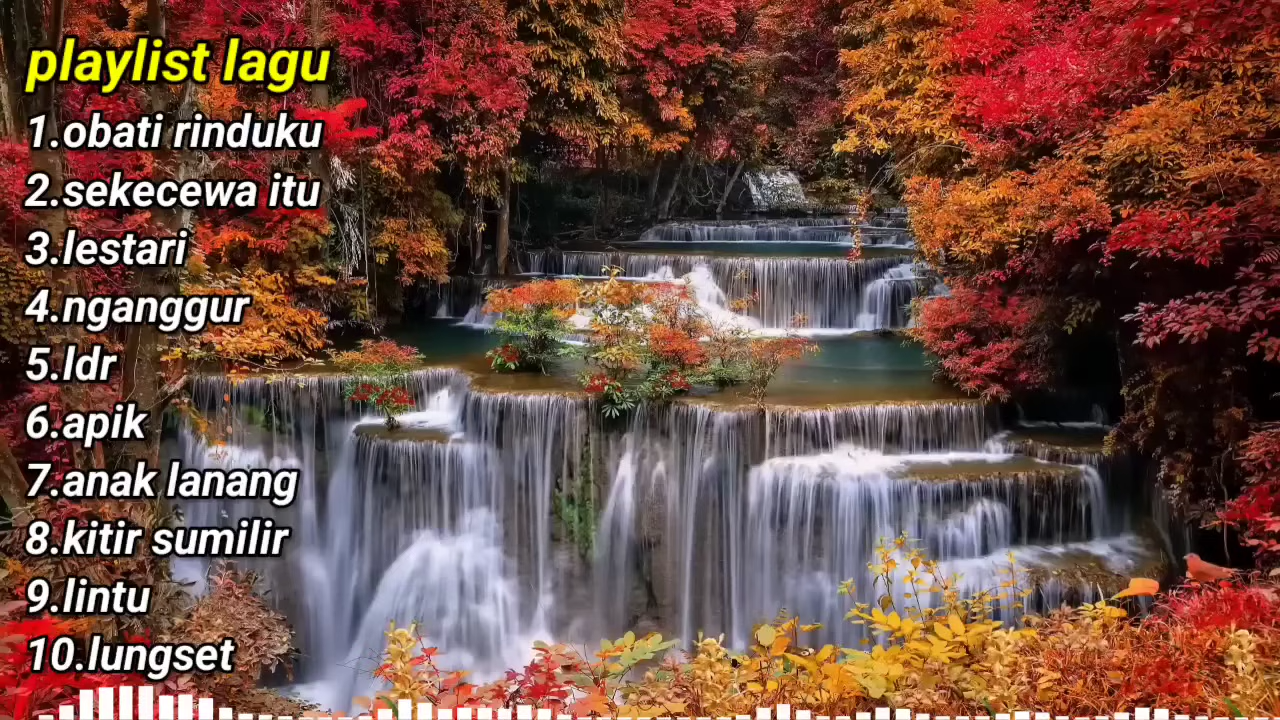 playlist lagu
1.obati rinduku
2.sekecewa itu
3.lestari
4.nganggur
5.ldr
6.apik
7.anak lanang
8.kitir sumilir
9.lintu
10.lungset